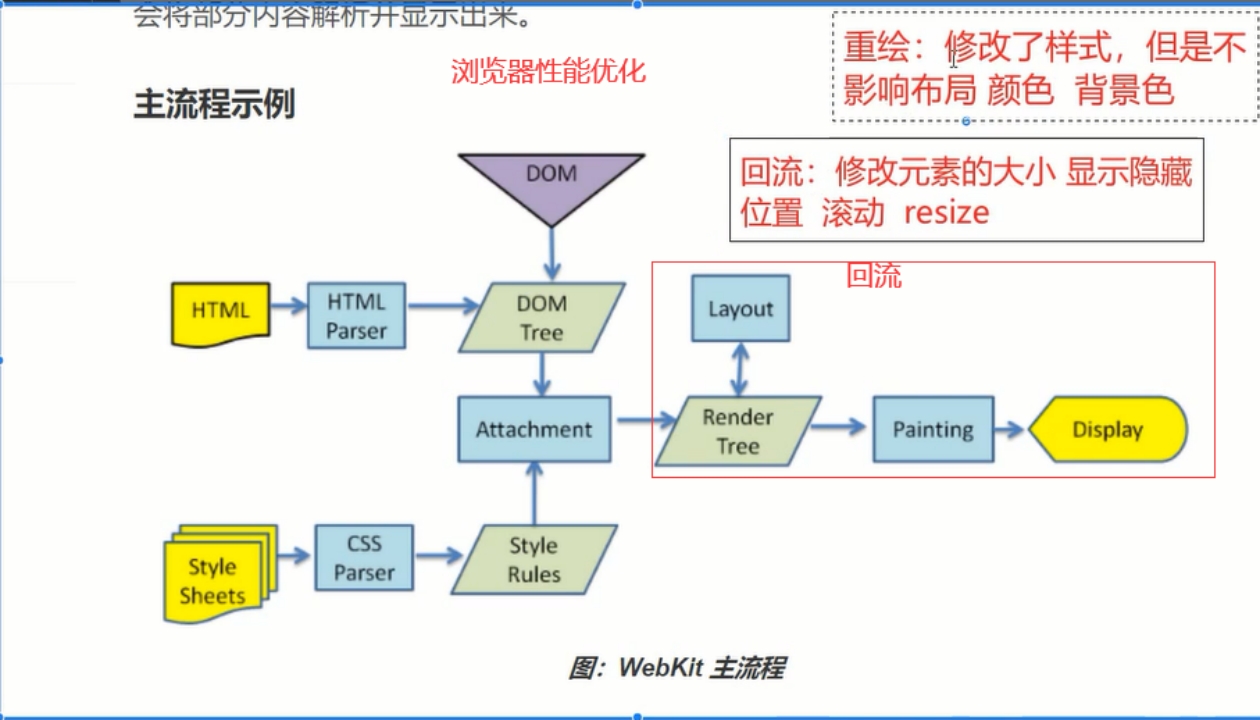 会将部分内容解析并显示出来。
浏览器性能优化
重绘：修改了样式，但是不
影响布局 颜色 背景色
主流程示例
回流：修改元素的大小 显示隐藏
位置 滚动 resize
DOM
回流
HTML
HTML
Parser
DOM
Tree
Layout
Attachment
Render
Tree
Painting
Display
Style
Sheets
CSS
Parser
Style
Rules
图：WebKit 主流程